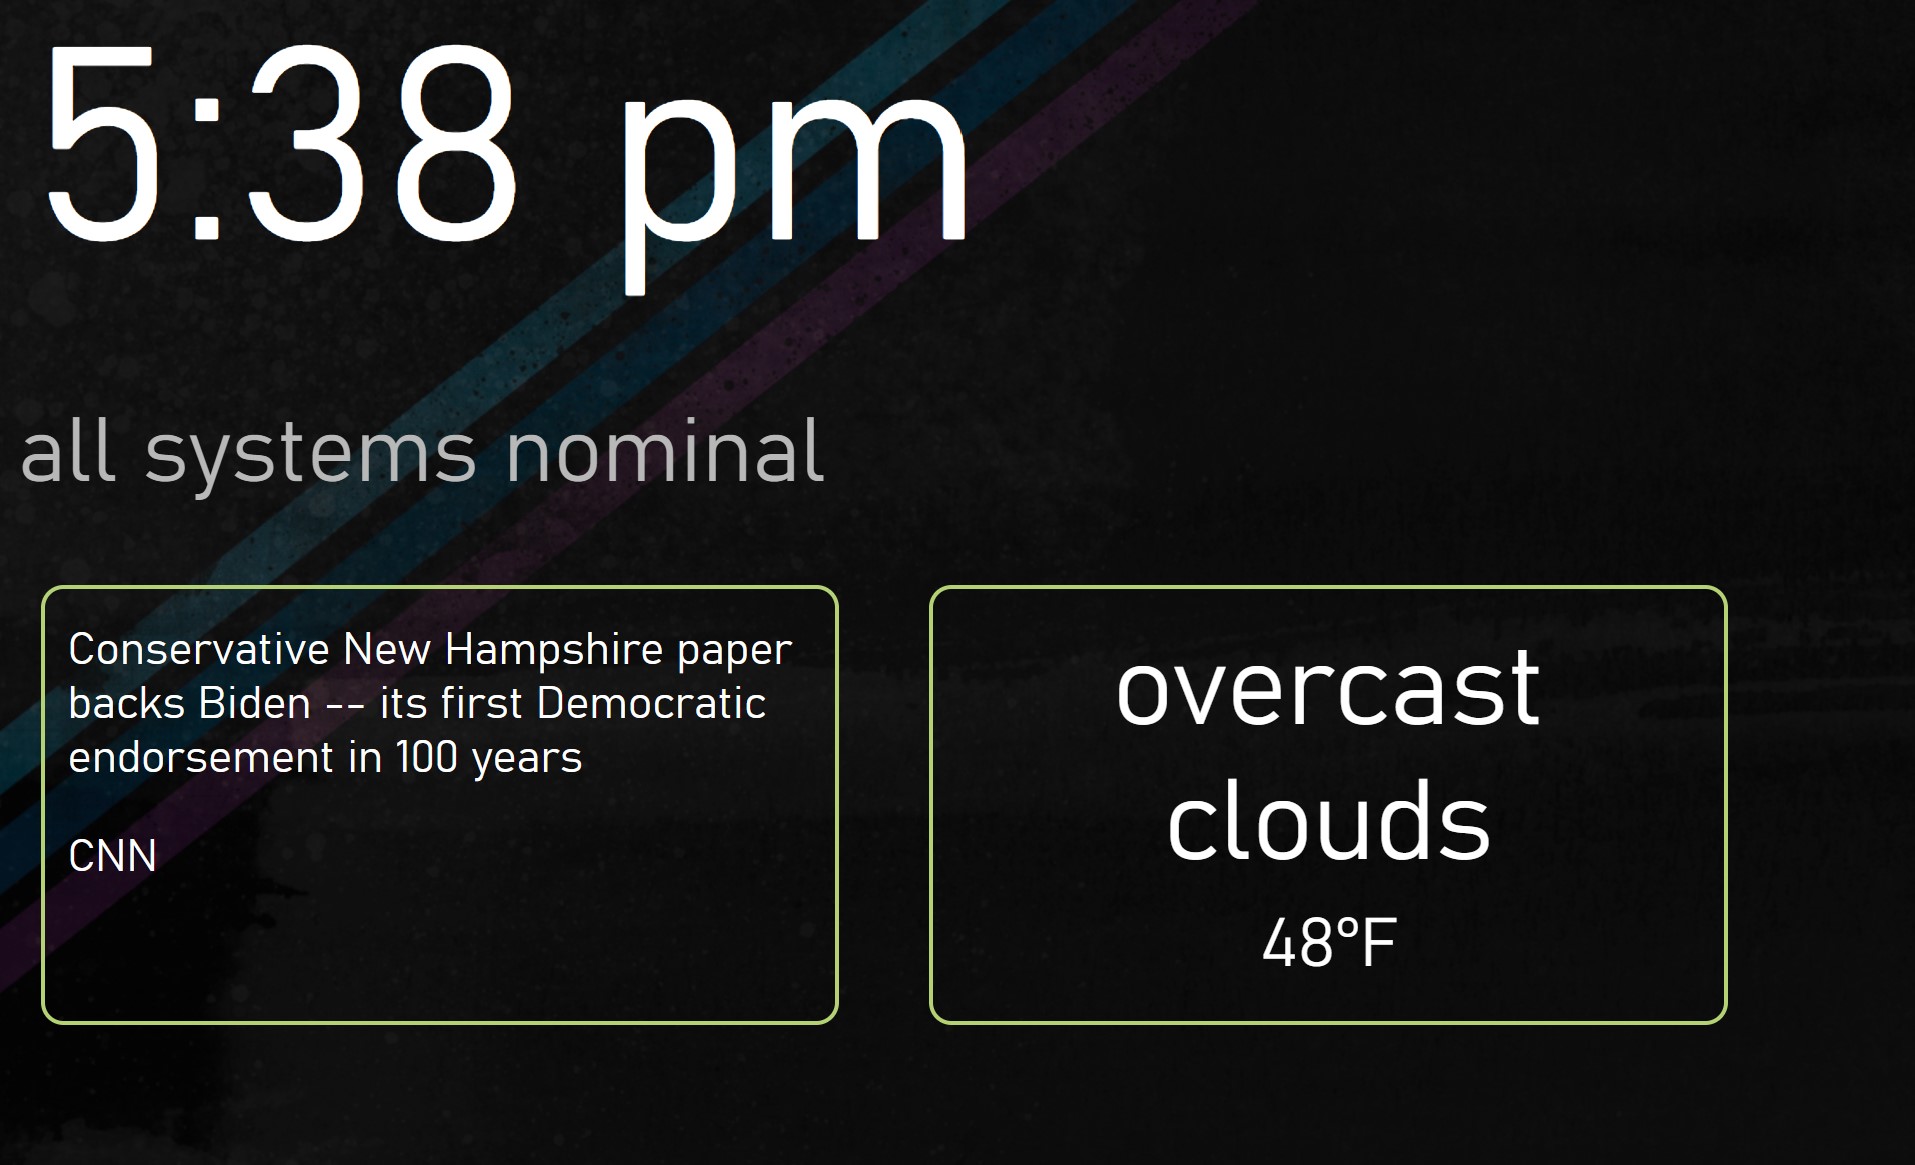 5:38 pm
all systems nominal
Conservative New Hampshire paper
backs Biden -- its first Democratic
endorsement in 100 years
CNN
overcast
clouds
48°F